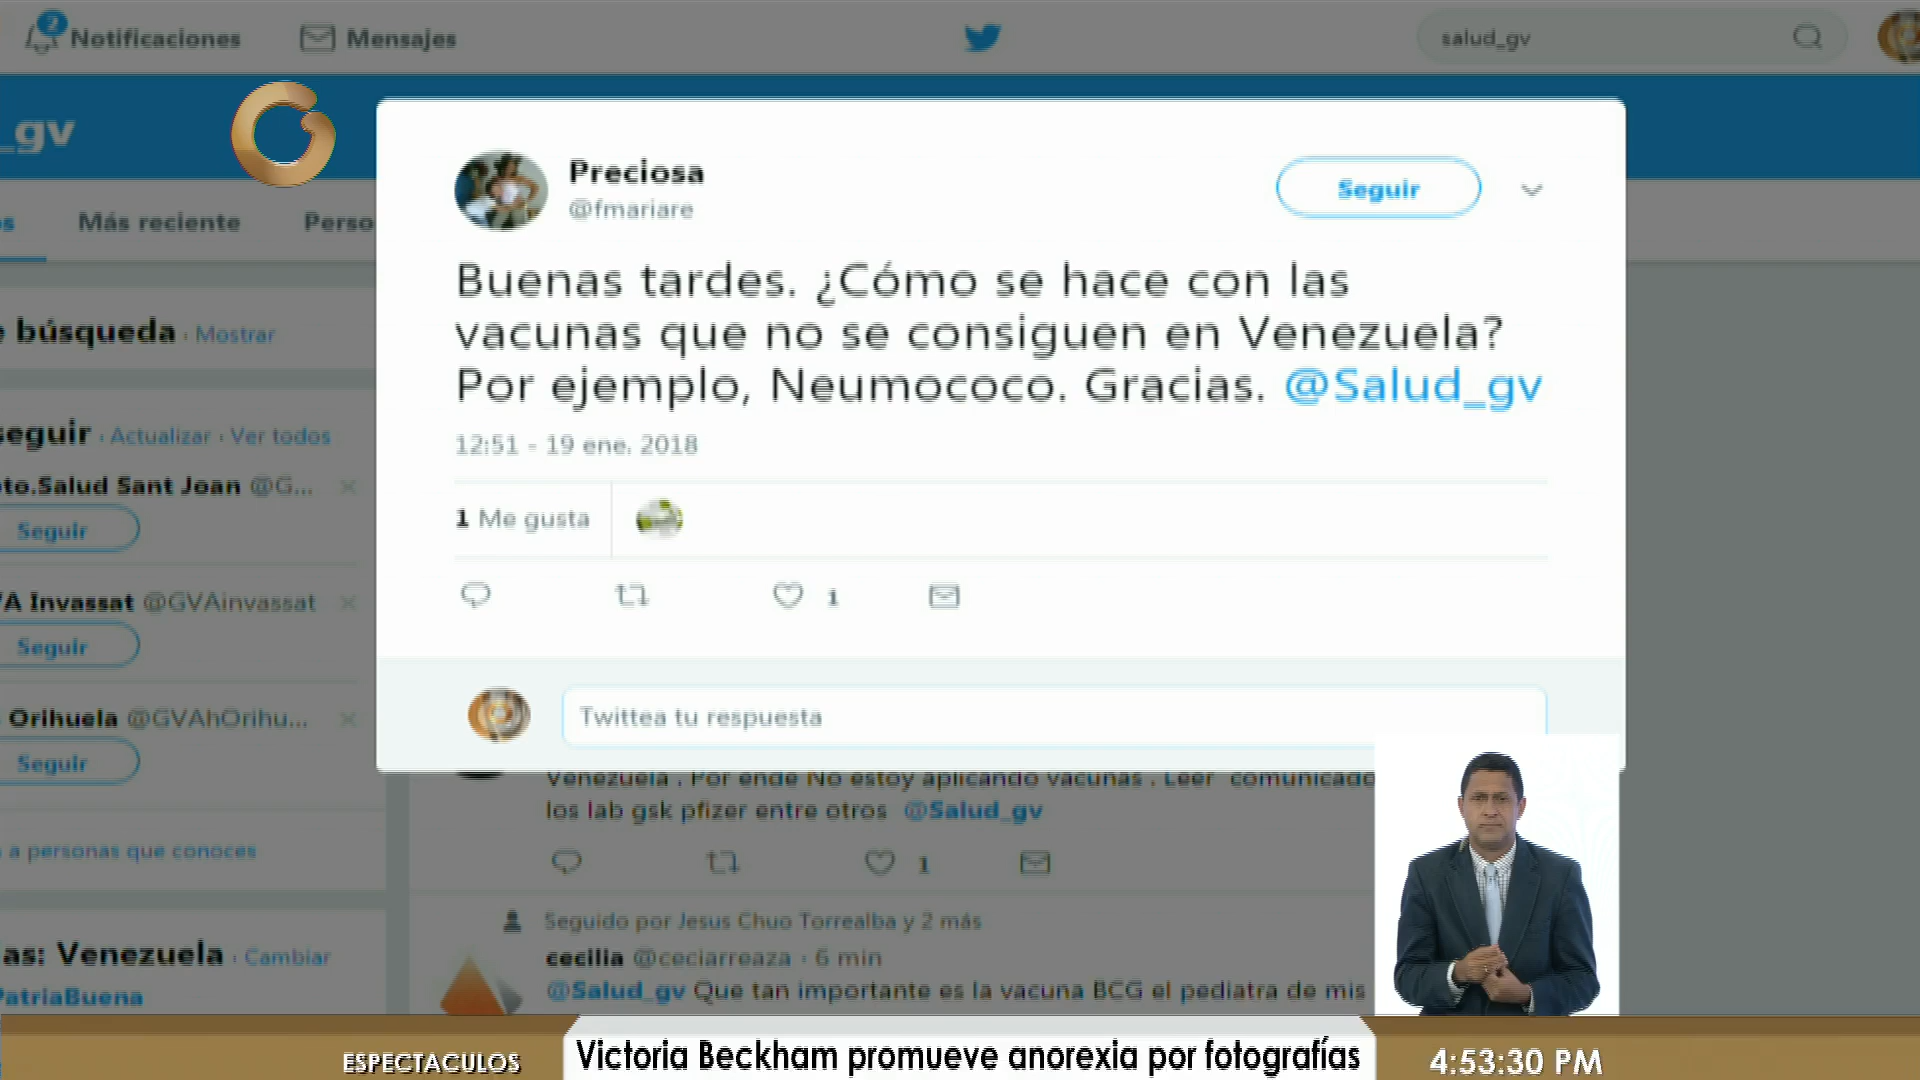 2
Notificaciones
Mensajes
salud_gv
_gv
Más reciente
Perso
Preciosa
@fmariare
Seguir
Buenas tardes. ¿Cómo se hace con las
vacunas que no se consiguen en Venezuela?
Por ejemplo, Neumococo. Gracias. @Salud_gv
12:51 - 19 ene. 2018
1 Me gusta
1
Twittea tu respuesta
e búsqueda · Mostrar
seguir · Actualizar · Ver todos
to.Salud Sant Joan @G...
Seguir
VA Invassat @GVAinvassat
Seguir
Orihuela @GVAhOrihu...
Seguir
a personas que conoces
as: Venezuela · Cambiar
PatriaBuena
Venezuela . Por ende No estoy aplicando vacunas . Leer comunicado
los lab gsk pfizer entre otros @Salud_gv
1
Seguido por Jesus Chuo Torrealba y 2 más
cecilia @ceciarreaza · 6 min
@Salud_gv Que tan importante es la vacuna BCG el pediatra de mis
ESPECTACULOS
Victoria Beckham promueve anorexia por fotografías
4:53:30 PM